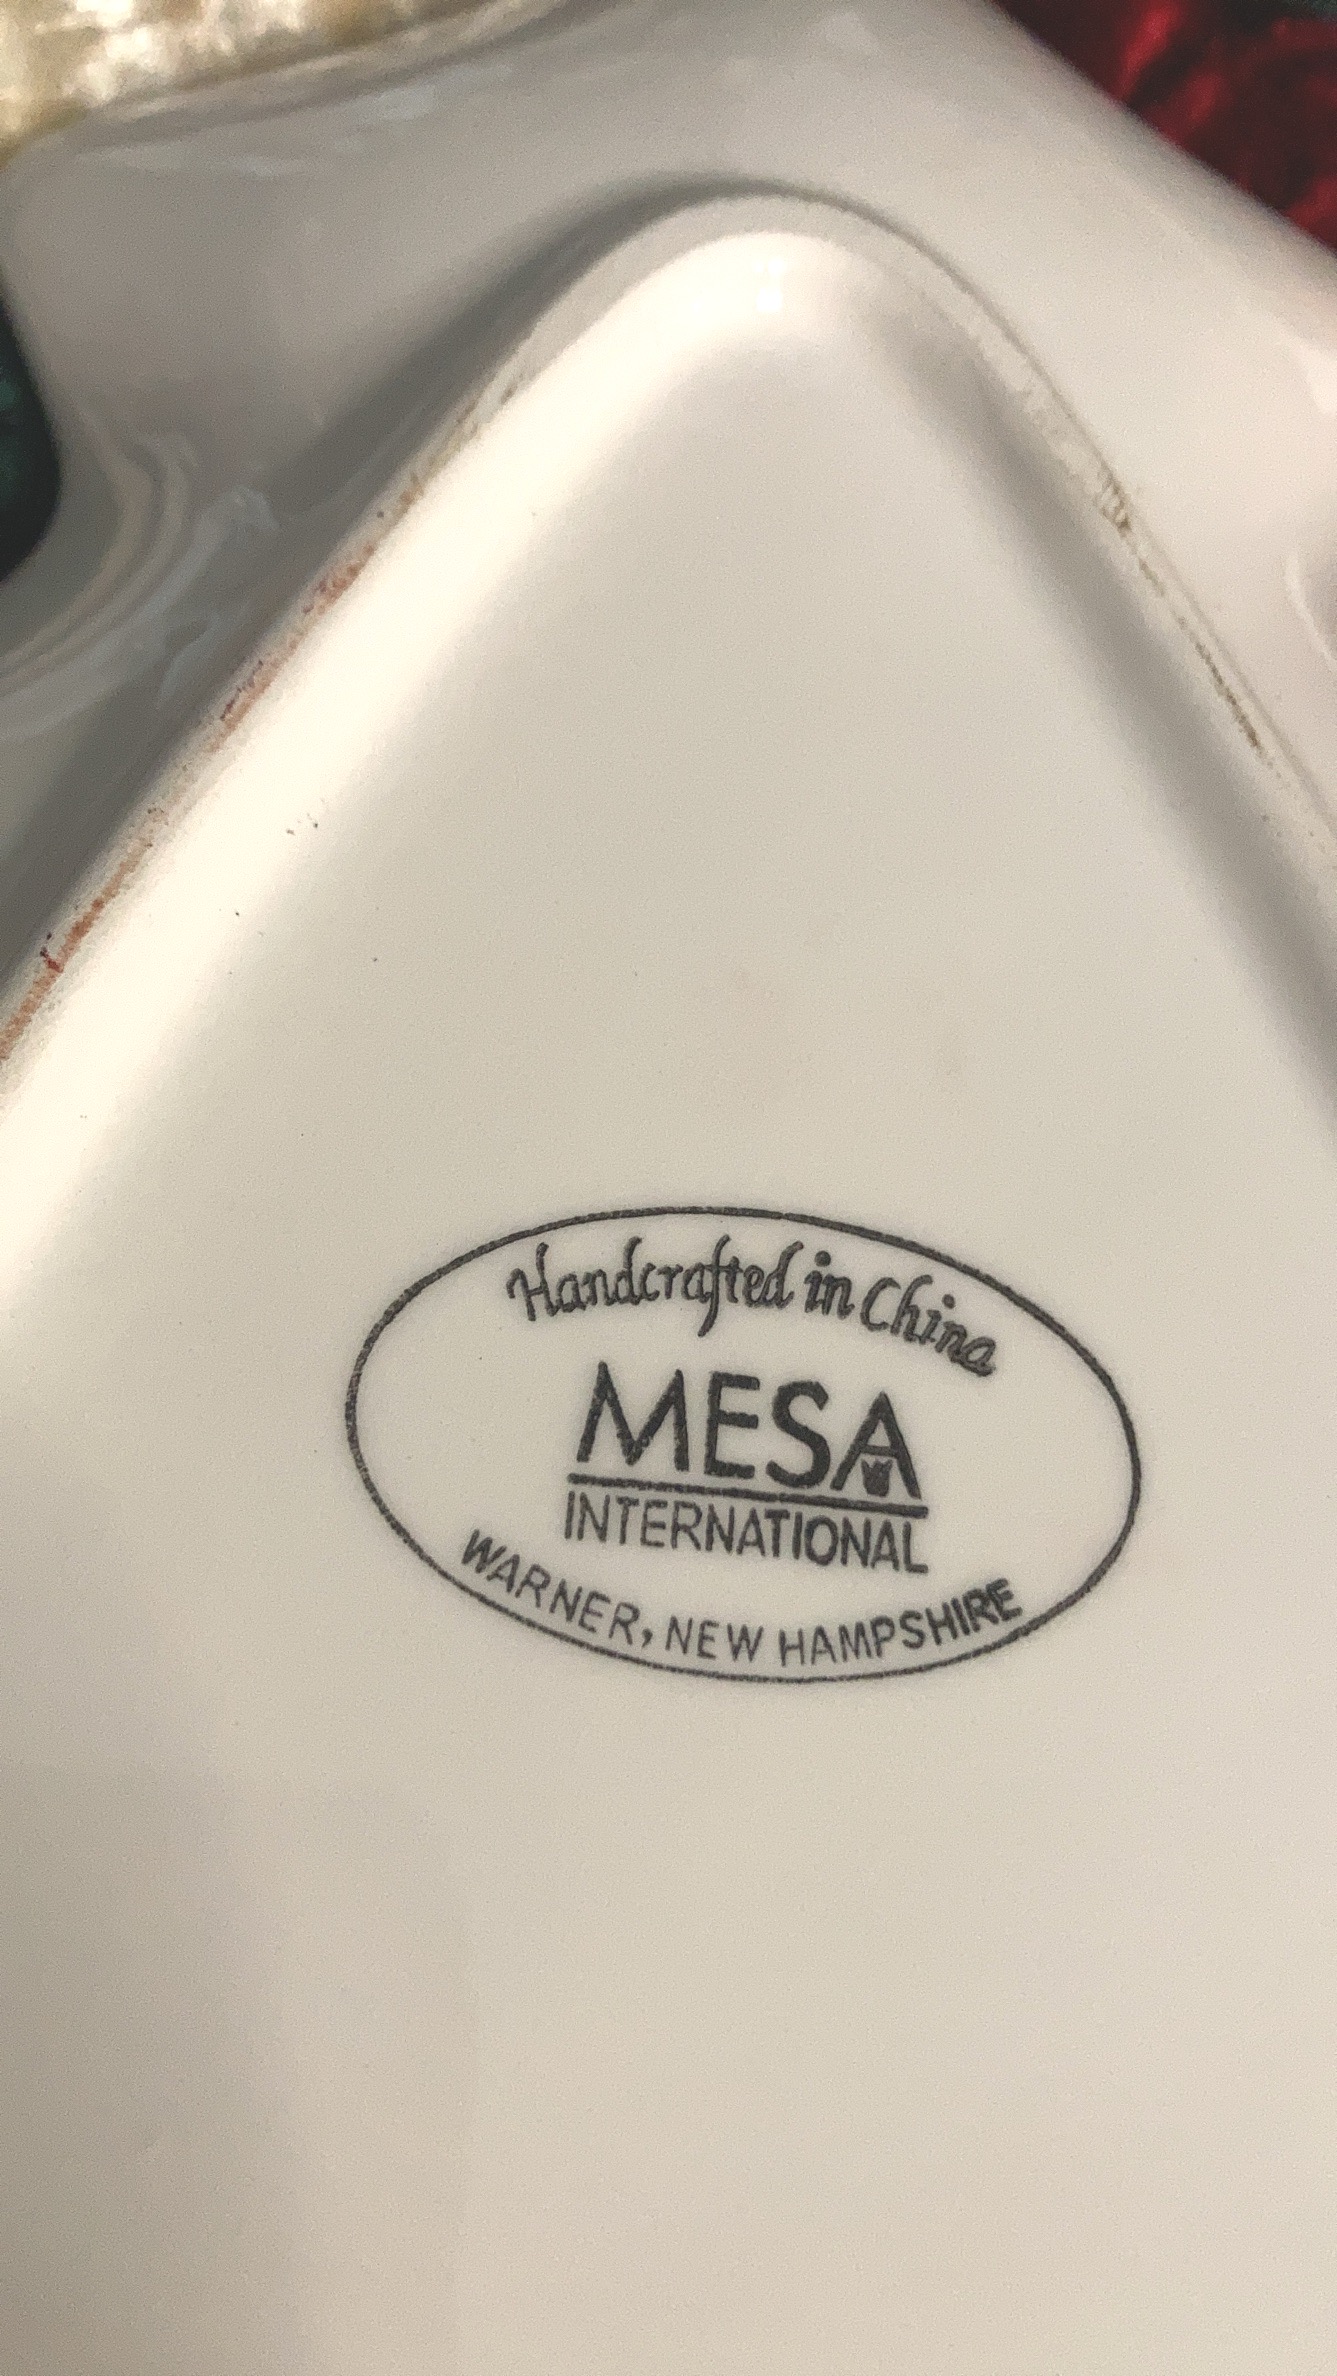 Handcrafted in China
MESA
INTERNATIONAL
WARNER, NEW HAMPSHIRE